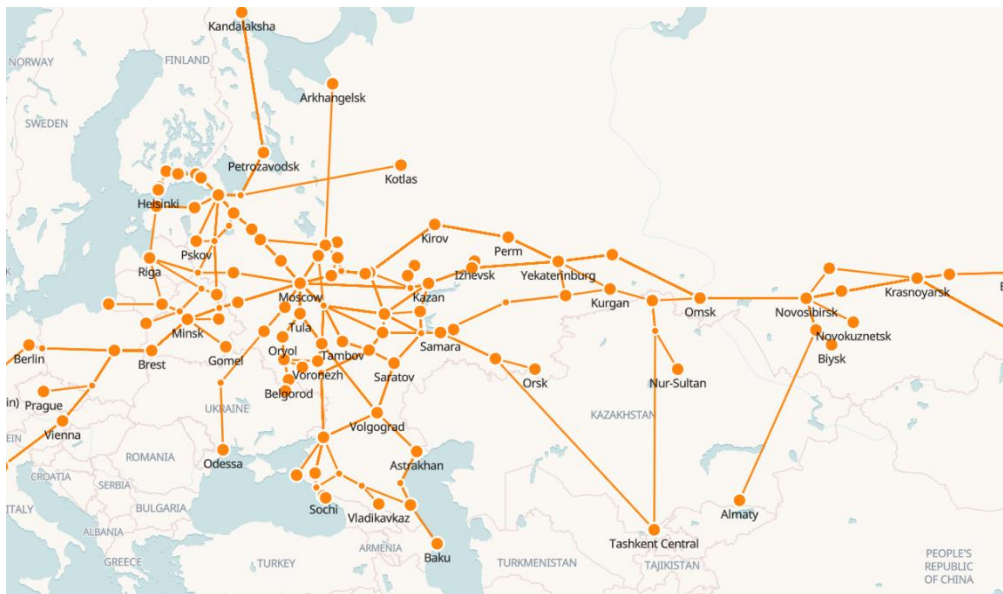 Kandalaksha
NORWAY
FINLAND
Arkhangelsk
SWEDEN
Petrozavodsk
Kotlas
Helsinki
Pskov
Kirov
Perm
Riga
Izhevsk
Yekaterinburg
Moscow
Kazan
Kurgan
Omsk
Krasnoyarsk
Novosibirsk
Minsk
Tula
Samara
Novokuznetsk
Berlin
Brest
Gomel
Oryol
Tambov
Biysk
Voronezh
Saratov
Orsk
Nur-Sultan
Belgorod
Prague
in)
UKRAINE
KAZAKHSTAN
Vienna
Volgograd
EIN
Odessa
ROMANIA
Astrakhan
CROATIA
SERBIA
ITALY
BULGARIA
Sochi
Vladikavkaz
Almaty
ALBANIA
Tashkent Central
ARMENIA
Baku
GREECE
TURKEY
TURKMENISTAN
TAJIKISTAN
PEOPLE'S
REPUBLIC
OF CHINA